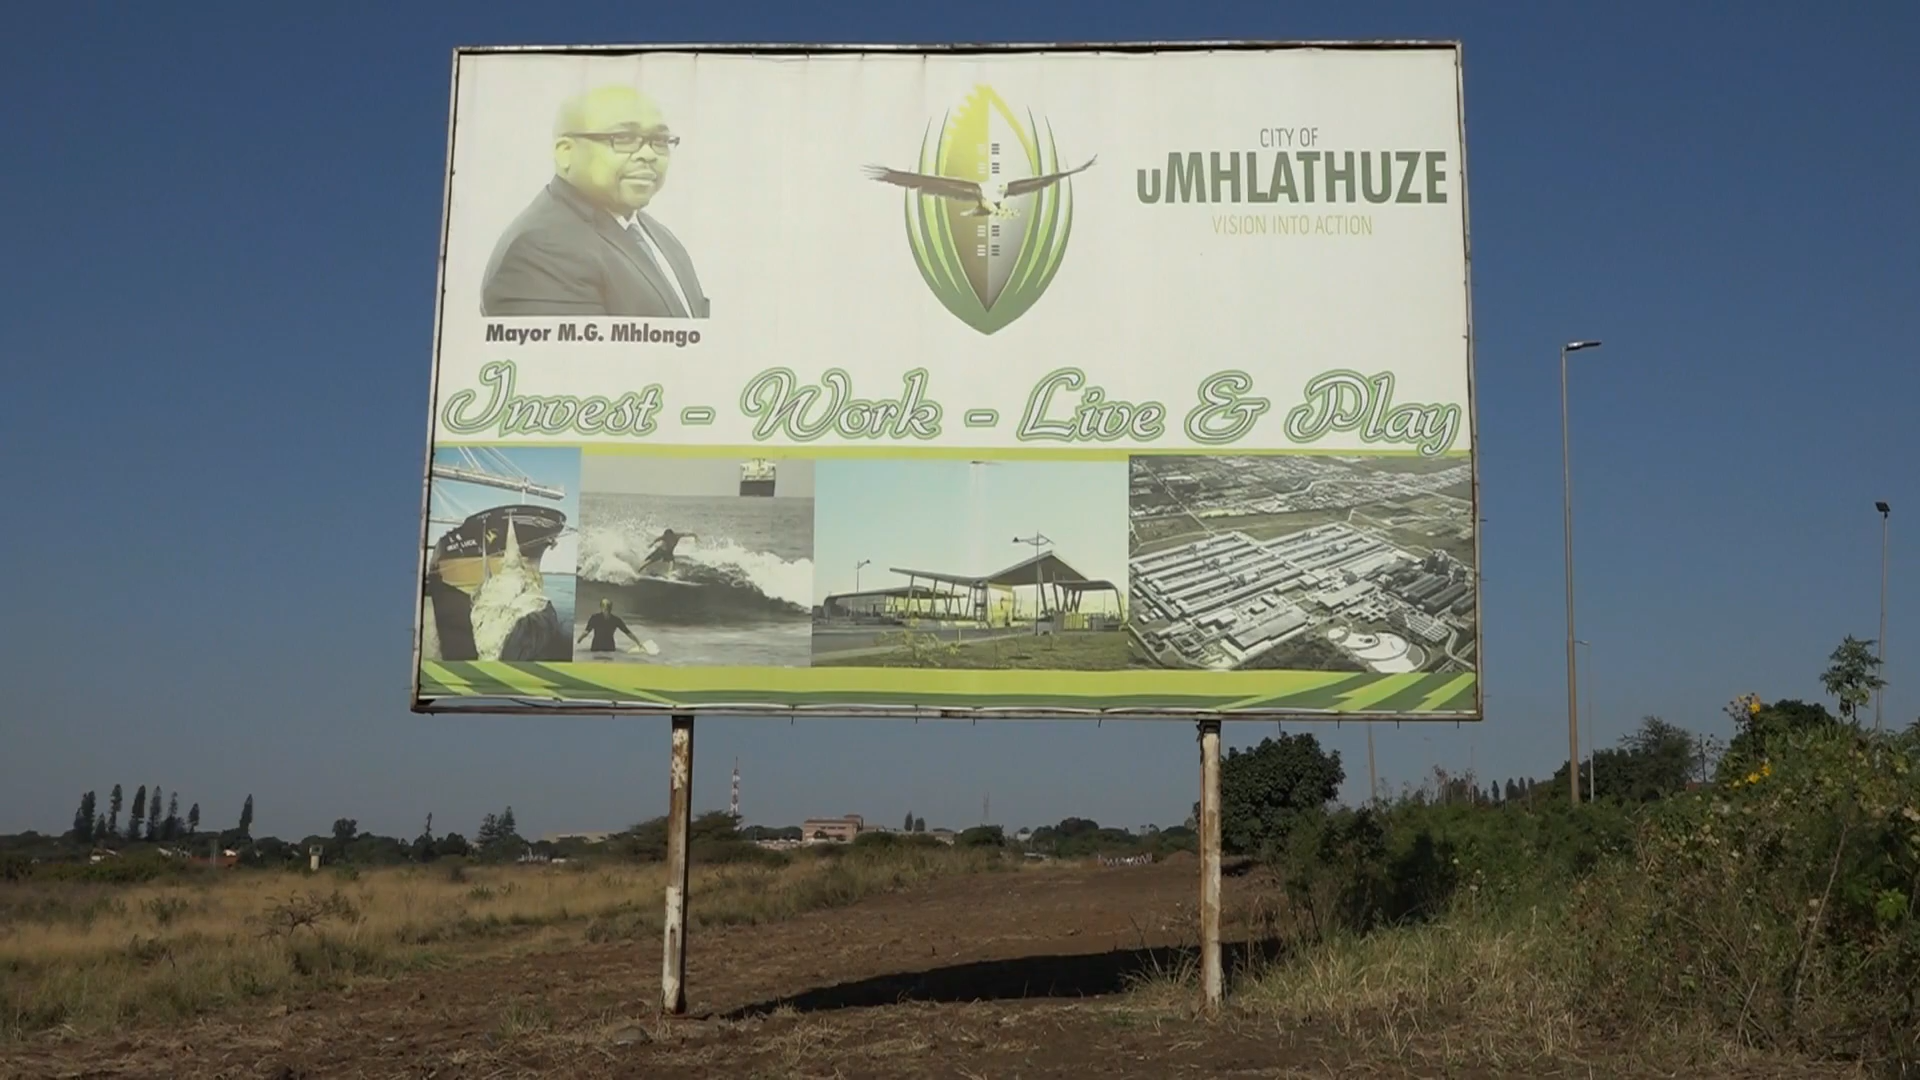 CITY OF
uMHLATHUZE
VISION INTO ACTION
Mayor M.G. Mhlongo
Invest - Work - Live & Play